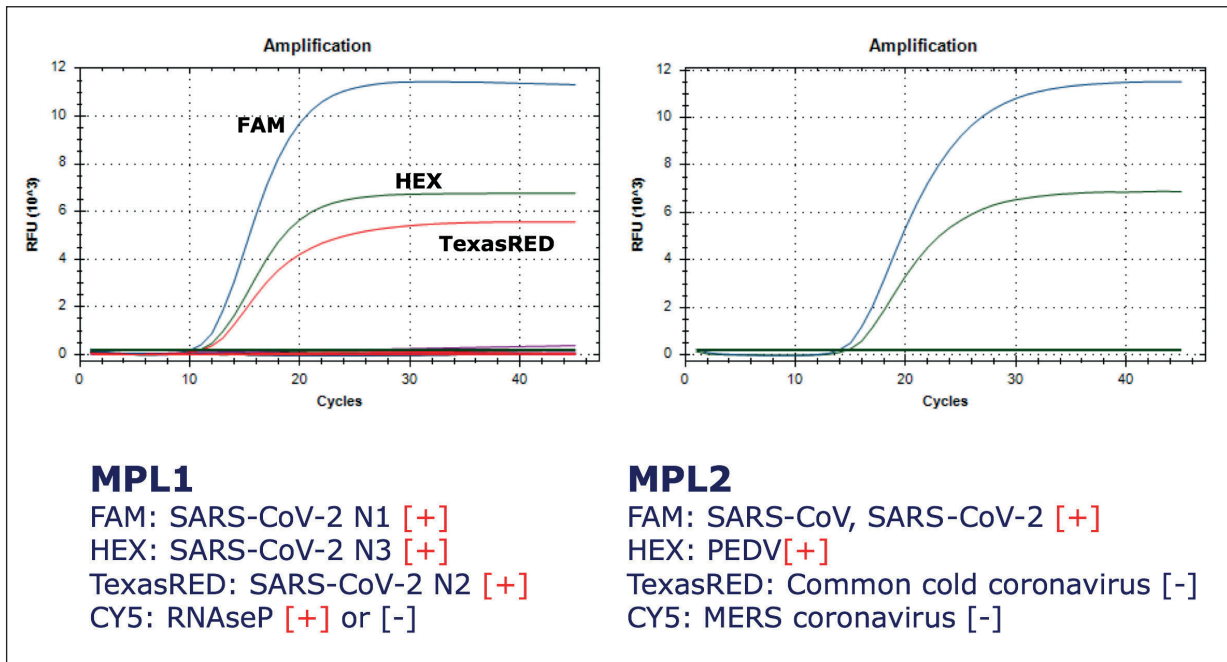 Amplification
12
10
8
6
4
2
0
RFU (10^3)
FAM
HEX
TexasRED
0
10
20
30
40
Cycles
Amplification
12
10
8
6
4
2
0
RFU (10^3)
0
10
20
30
40
Cycles
MPL1
FAM: SARS-CoV-2 N1 [+]
HEX: SARS-CoV-2 N3 [+]
TexasRED: SARS-CoV-2 N2 [+]
CY5: RNAseP [+] or [-]
MPL2
FAM: SARS-CoV, SARS-CoV-2 [+]
HEX: PEDV[+]
TexasRED: Common cold coronavirus [-]
CY5: MERS coronavirus [-]